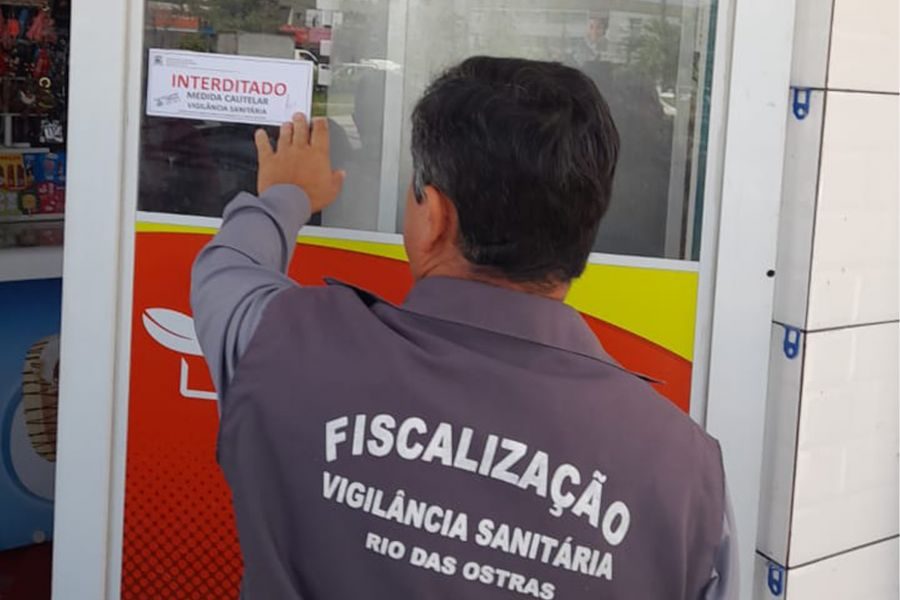 INTERDITADO
MEDIDA CAUTELAR
VIGILÂNCIA SANITÁRIA
FISCALIZAÇÃO
VIGILÂNCIA SANITÁRIA
RIO DAS OSTRAS